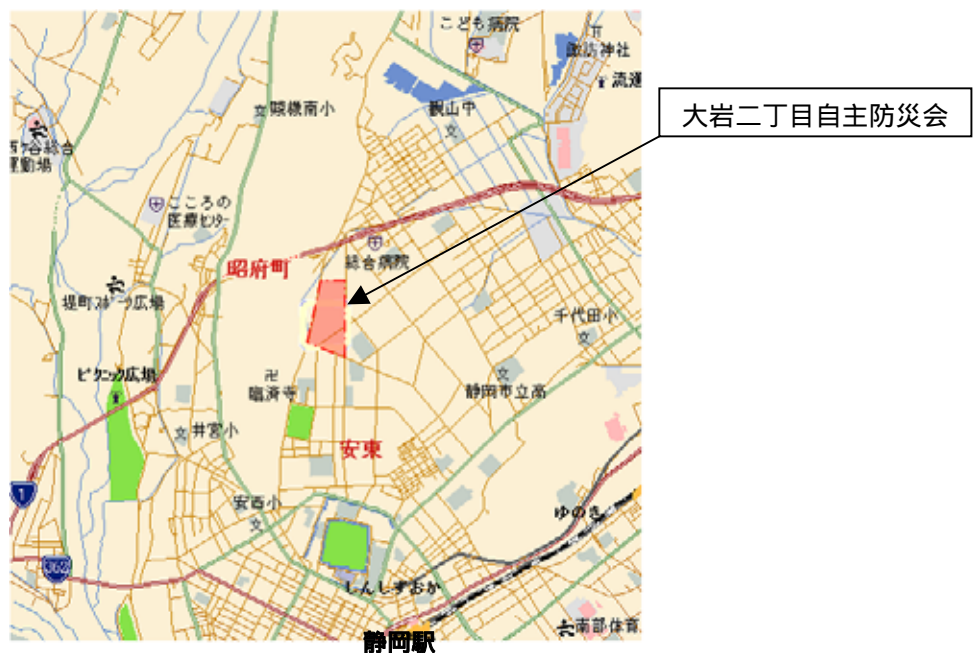 こども病院
諏訪神社
流通
大岩二丁目自主防災会
賤機南小
観山中
西ヶ谷総合
運動場
こころの
医療センター
総合病院
昭府町
堤町スポーツ広場
千代田小
ピクニック広場
臨済寺
静岡市立高
井宮小
安東
安西小
ゆのき
1
362
しんしずおか
静岡駅
南部体育